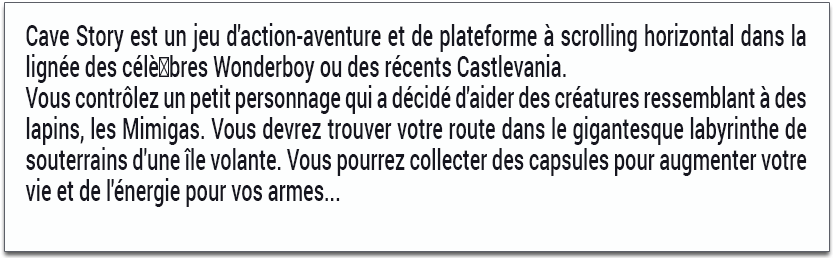 Cave Story est un jeu d'action-aventure et de plateforme à scrolling horizontal dans la
lignée des célè�bres Wonderboy ou des récents Castlevania.
Vous contrôlez un petit personnage qui a décidé d'aider des créatures ressemblant à des
lapins, les Mimigas. Vous devrez trouver votre route dans le gigantesque labyrinthe de
souterrains d'une île volante. Vous pourrez collecter des capsules pour augmenter votre
vie et de l'énergie pour vos armes...